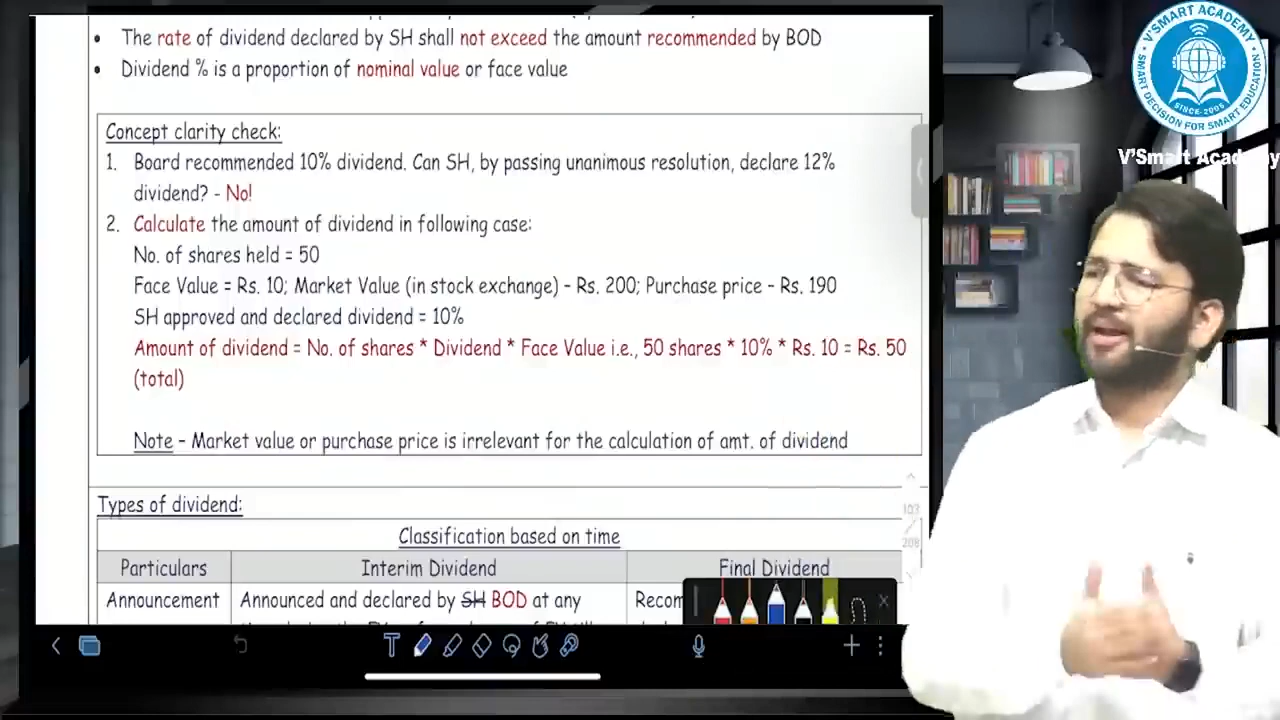 • The rate of dividend declared by SH shall not exceed the amount recommended by BOD
• Dividend % is a proportion of nominal value or face value
Concept clarity check:
1. Board recommended 10% dividend. Can SH, by passing unanimous resolution, declare 12%
dividend? - No!
2. Calculate the amount of dividend in following case:
No. of shares held = 50
Face Value = Rs. 10; Market Value (in stock exchange) – Rs. 200; Purchase price – Rs. 190
SH approved and declared dividend = 10%
Amount of dividend = No. of shares * Dividend * Face Value i.e., 50 shares * 10% * Rs. 10 = Rs. 50
(total)
Note – Market value or purchase price is irrelevant for the calculation of amt. of dividend
Types of dividend:
Classification based on time
Particulars Interim Dividend Final Dividend
Announcement Announced and declared by SH BOD at any Recom
103
208
V'SMART ACADEMY
SMART DECISION FOR SMART EDUCATION
SINCE-2005
V'Smart Academy